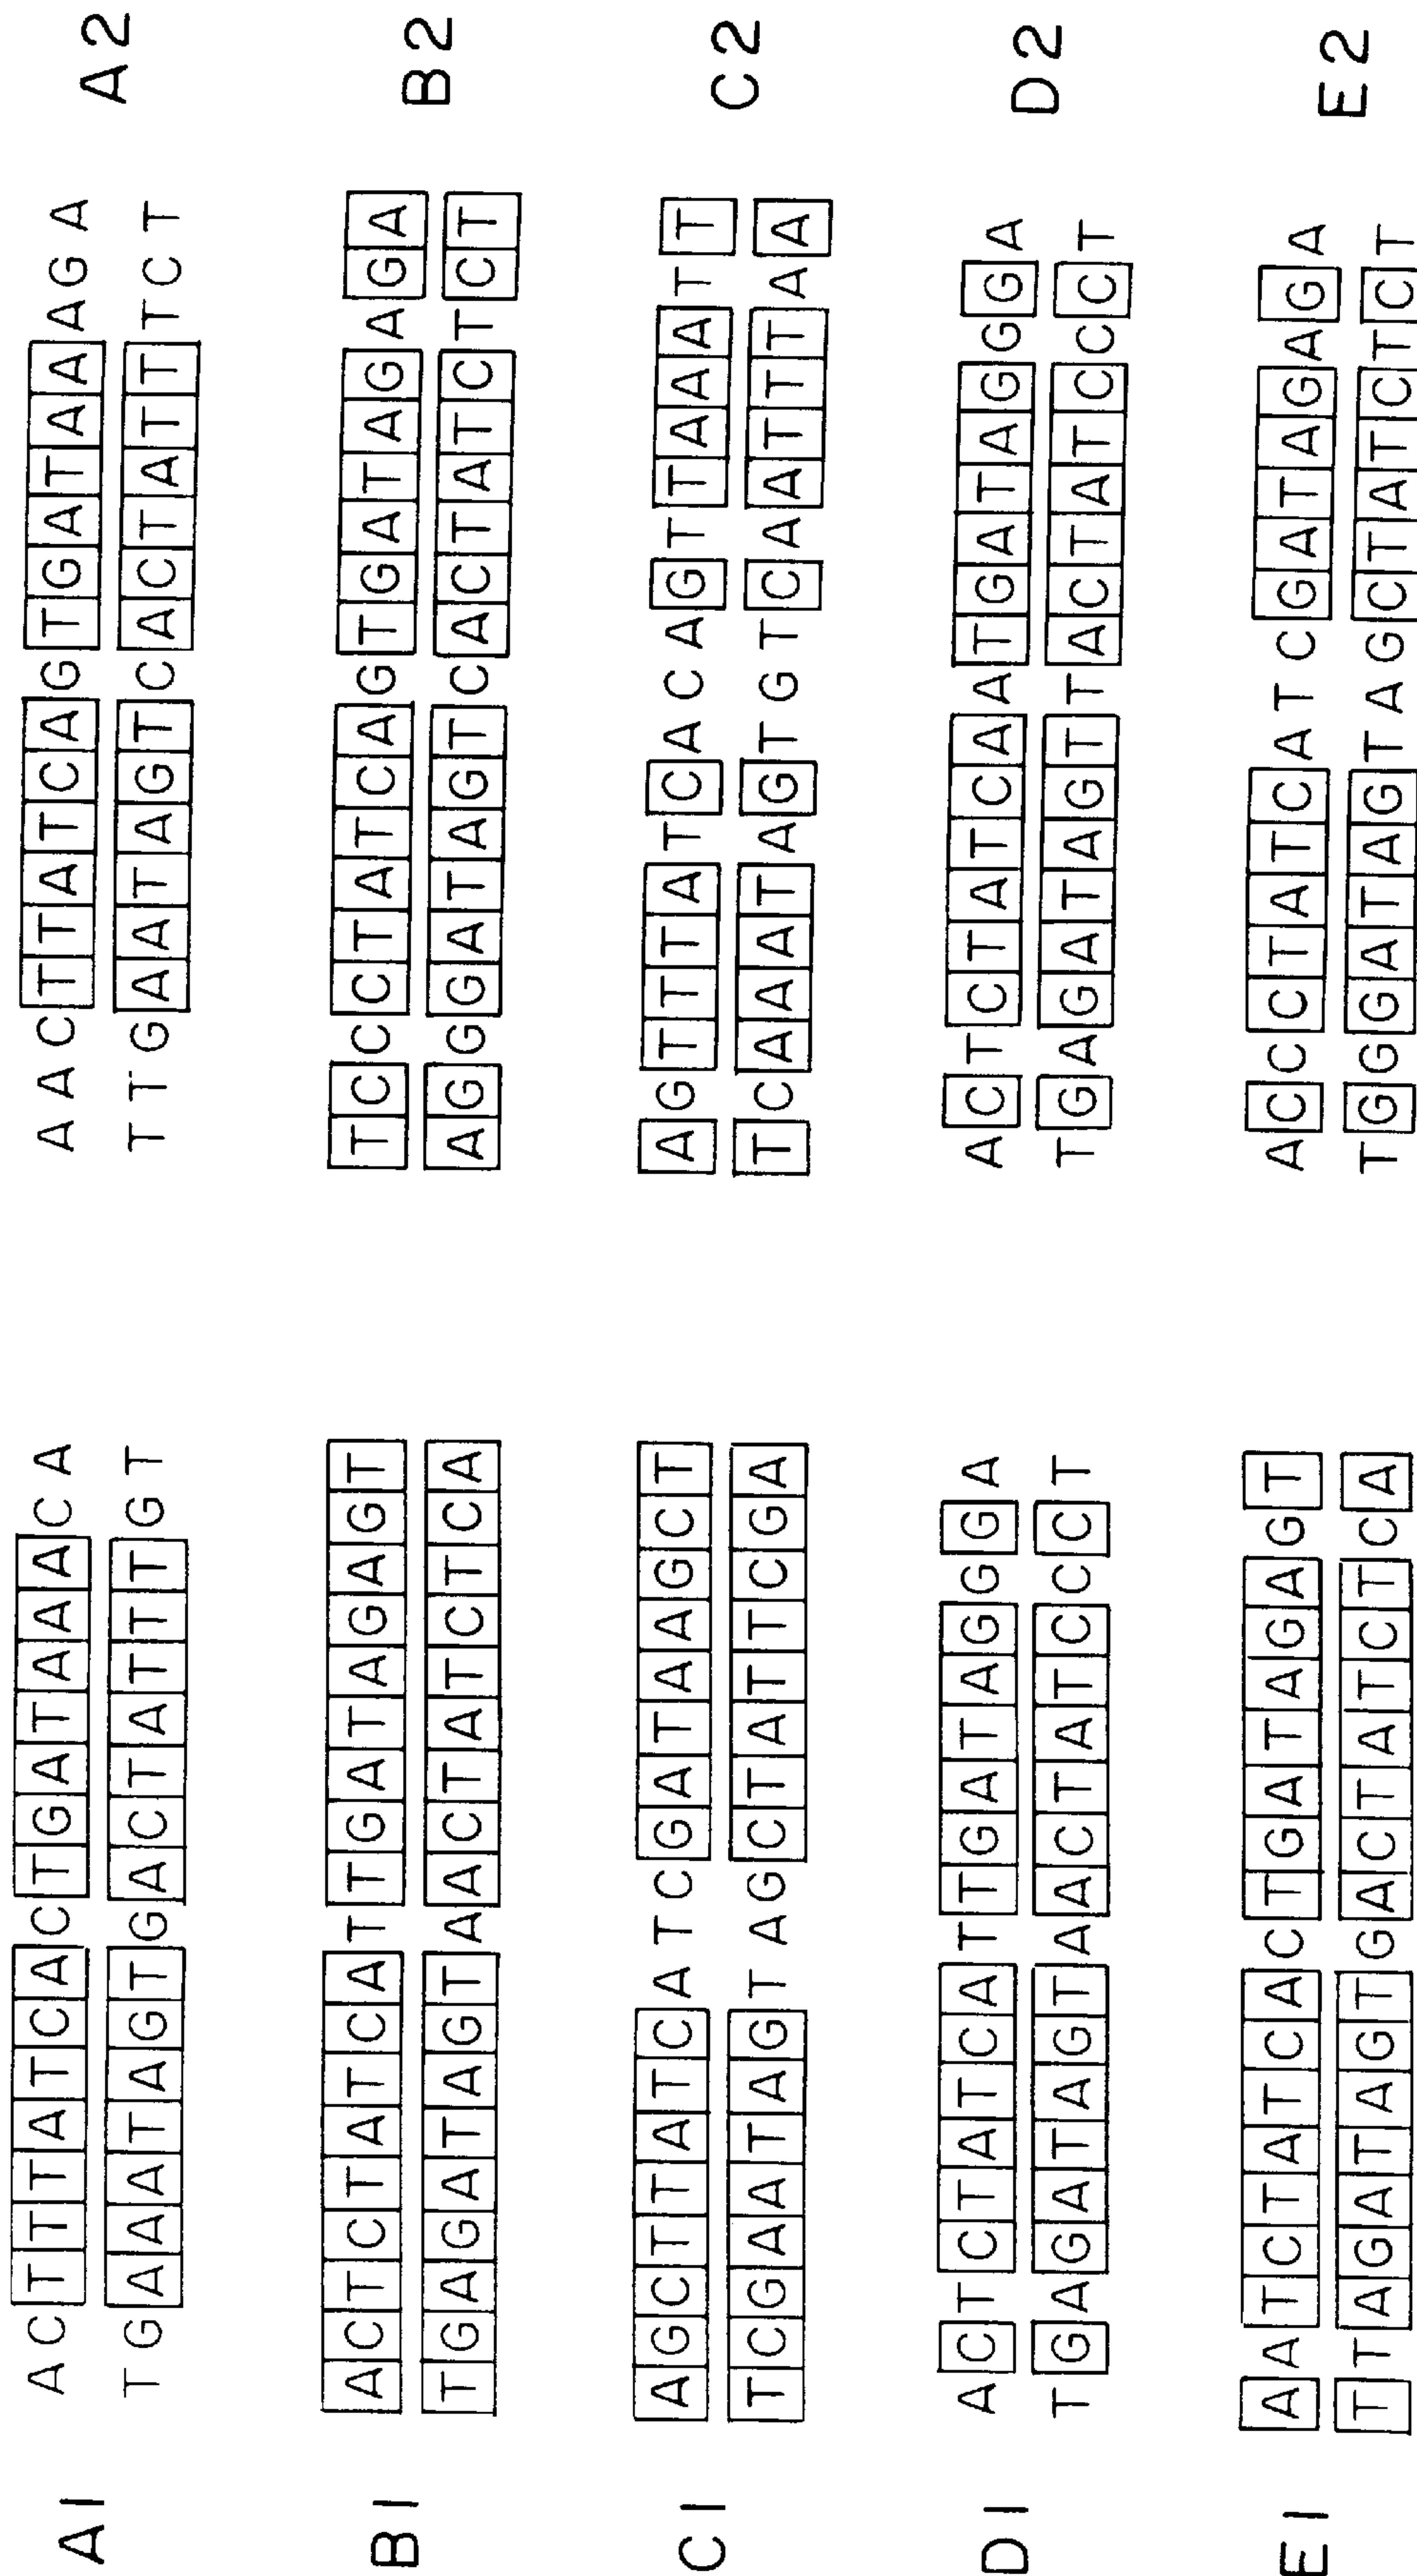 A1 ACTTTATCACTGATAAACA AACTTATCAGTGATAAAGA A2
TGAAATAGTGACTATTTGT TTGAATAGTCACTATTTCT
B1 ACTCTATCATTGATAGAGT TCCCTATCAGTGATAGAGA B2
TGAGATAGTAACTATCTCA AGGGATAGTCACTATCTCT
C1 AGCTTATCATCGATAAGCT AGTTTATCACAGTTAAATT C2
TCGAATAGTAGCTATTCGA TCAAATAGTGTCAATTTAA
D1 ACTCTATCATTGATAGGGA ACTCTATCAATGATAGGGA D2
TGAGATAGTAACTATCCCT TGAGATAGTTACTATCCCT
E1 AATCTATCACTGATAGAGT ACCCTATCATCGATAGAGA E2
TTAGATAGTGACTATCTCA TGGGATAGTAGCTATCTCT